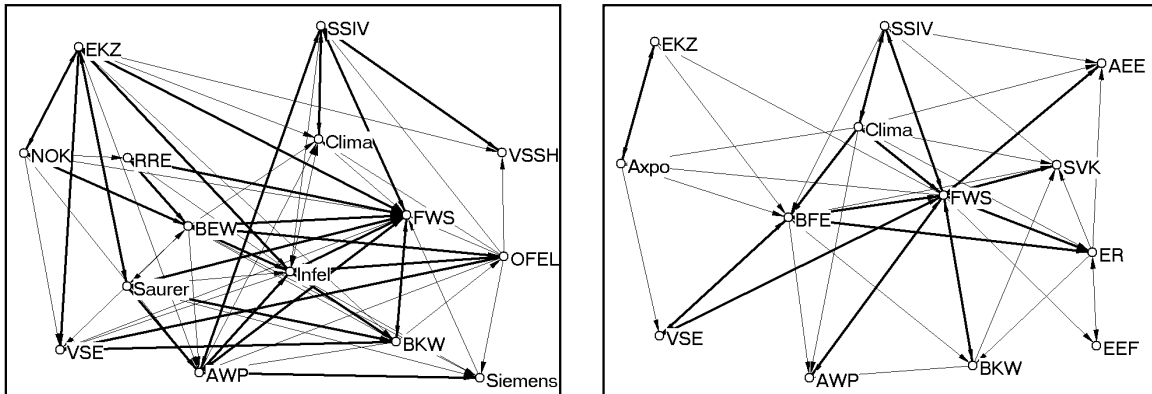 EKZ
SSIV
Clima
NOK
RRE
VSSH
BEW
FWS
OFEL
Infel
Saurer
VSE
BKW
AWP
Siemens
SSIV
EKZ
AEE
Clima
Axpo
SVK
FWS
BFE
ER
VSE
EEF
BKW
AWP